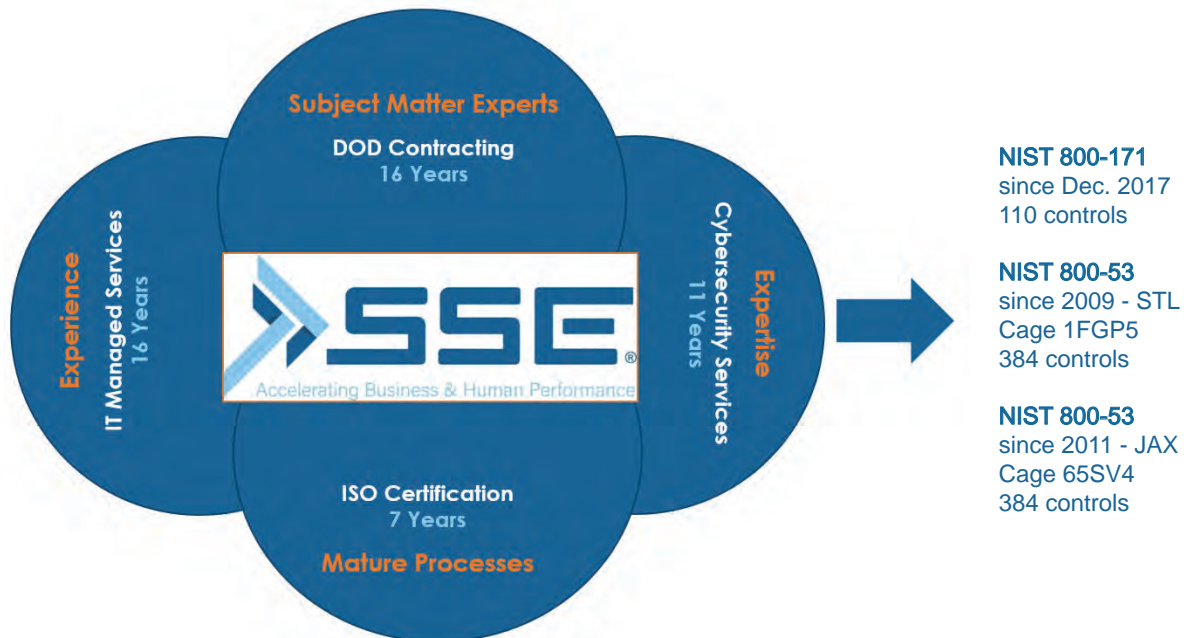 Subject Matter Experts
DOD Contracting
16 Years
Experience
IT Managed Services
16 Years
SSE®
Accelerating Business & Human Performance
Cybersecurity Services
11 Years
Expertise
ISO Certification
7 Years
Mature Processes
NIST 800-171
since Dec. 2017
110 controls
NIST 800-53
since 2009 - STL
Cage 1FGP5
384 controls
NIST 800-53
since 2011 - JAX
Cage 65SV4
384 controls